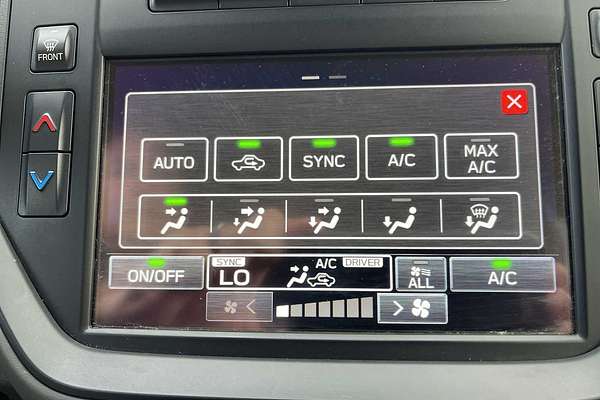 FRONT
AUTO
SYNC
A/C
MAX
A/C
ON/OFF
SYNC
LO
A/C
DRIVER
ALL
A/C